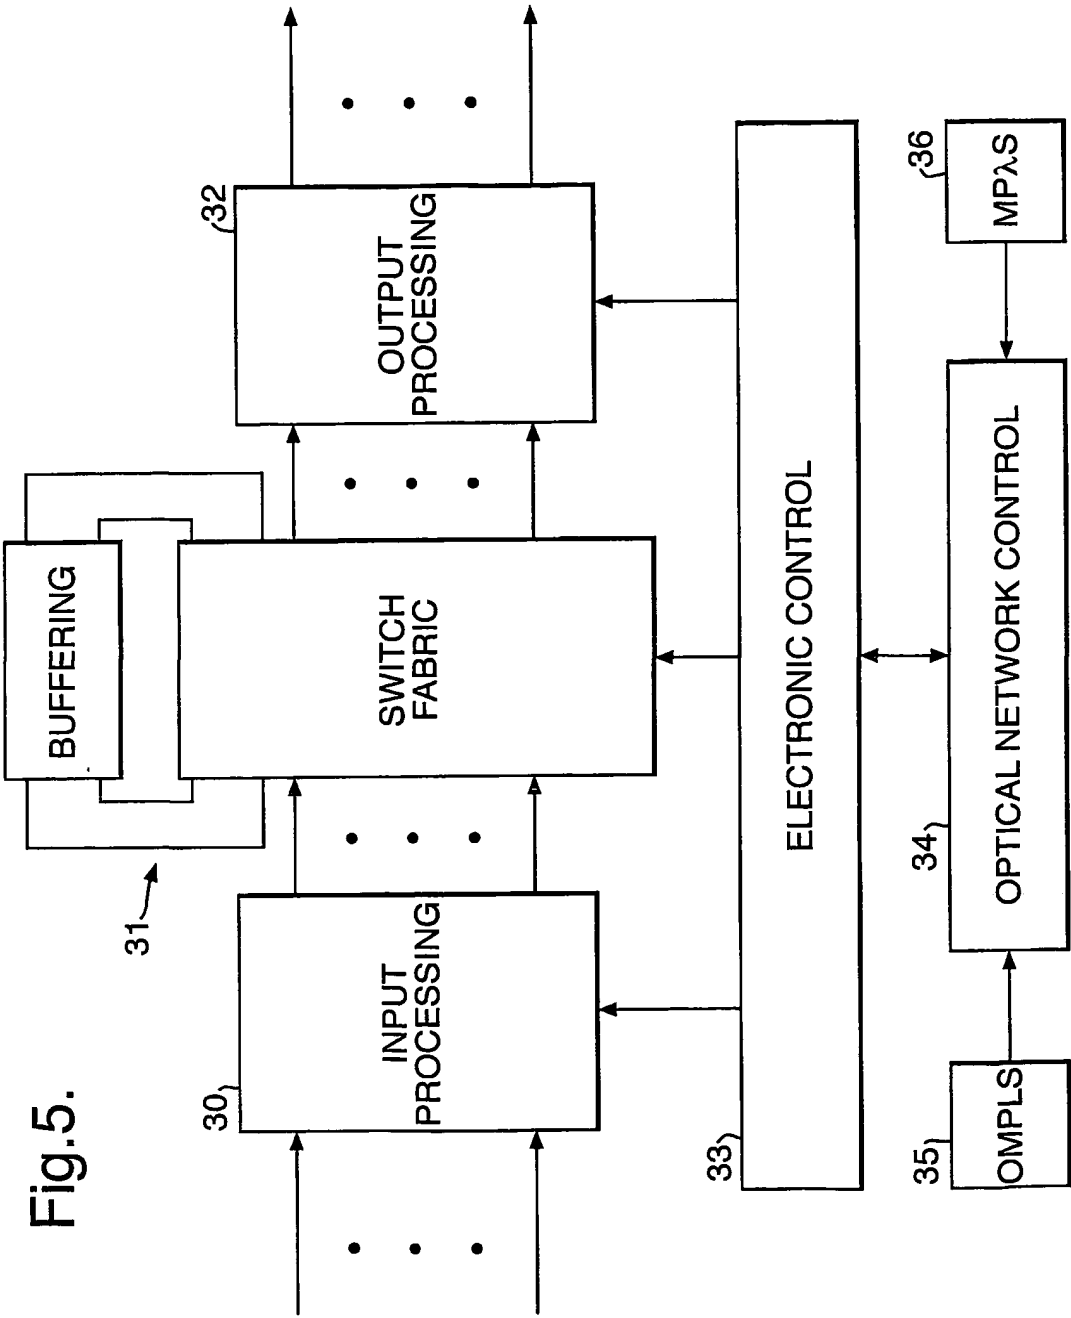 Fig.5.
31
BUFFERING
30
INPUT
PROCESSING
SWITCH
FABRIC
32
OUTPUT
PROCESSING
33
ELECTRONIC CONTROL
35
OMPLS
34
OPTICAL NETWORK CONTROL
36
MPλS